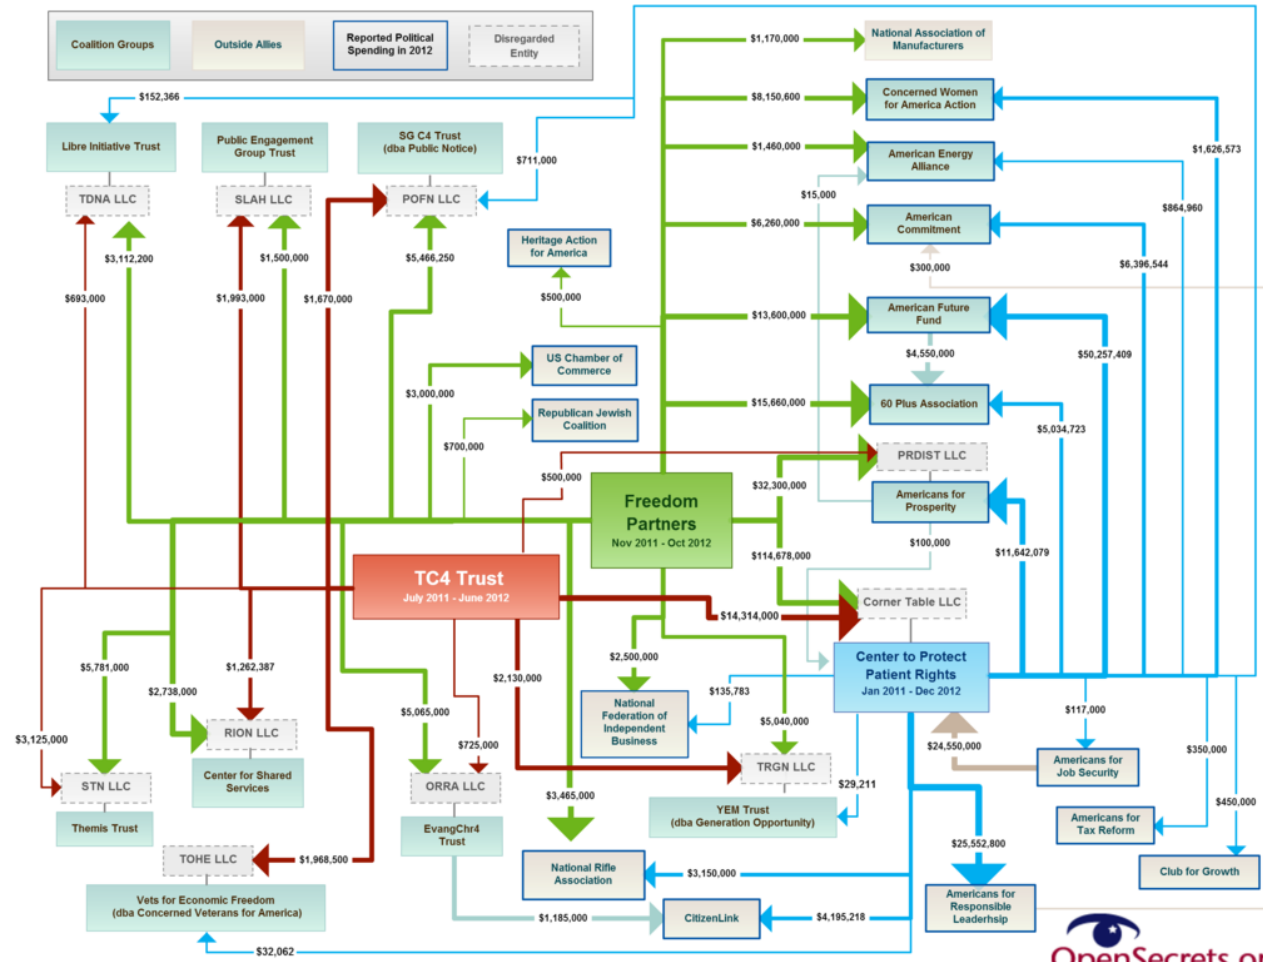 Coalition Groups
Outside Allies
Reported Political
Spending in 2012
Disregarded
Entity
$152,366
Libre Initiative Trust
TDNA LLC
Public Engagement
Group Trust
SLAH LLC
SG C4 Trust
(dba Public Notice)
POFN LLC
$711,000
$1,170,000
National Association of
Manufacturers
$8,150,600
Concerned Women
for America Action
$1,626,573
$1,460,000
American Energy
Alliance
$15,000
$864,960
$6,260,000
American
Commitment
$300,000
$6,396,544
$3,112,200
$693,000
$1,993,000
$1,500,000
$1,670,000
$5,466,250
Heritage Action
for America
$500,000
$13,600,000
American Future
Fund
$4,550,000
$50,257,409
US Chamber of
Commerce
$3,000,000
Republican Jewish
Coalition
$700,000
$15,660,000
60 Plus Association
$5,034,723
$500,000
PRDIST LLC
$32,300,000
Americans for
Prosperity
$100,000
$11,642,079
Freedom
Partners
Nov 2011 - Oct 2012
$114,678,000
TC4 Trust
July 2011 - June 2012
$14,314,000
Corner Table LLC
Center to Protect
Patient Rights
Jan 2011 - Dec 2012
$5,781,000
$2,738,000
$1,262,387
$3,125,000
RION LLC
Center for Shared
Services
STN LLC
Themis Trust
$5,065,000
$725,000
ORRA LLC
EvangChr4
Trust
$2,130,000
$2,500,000
National
Federation of
Independent
Business
$135,783
$5,040,000
TRGN LLC
YEM Trust
(dba Generation Opportunity)
$29,211
$24,550,000
$117,000
Americans for
Job Security
$350,000
Americans for
Tax Reform
$450,000
Club for Growth
$3,465,000
TOHE LLC
$1,968,500
Vets for Economic Freedom
(dba Concerned Veterans for America)
$32,062
National Rifle
Association
$3,150,000
$1,185,000
CitizenLink
$4,195,218
$25,552,800
Americans for
Responsible
Leaderhsip